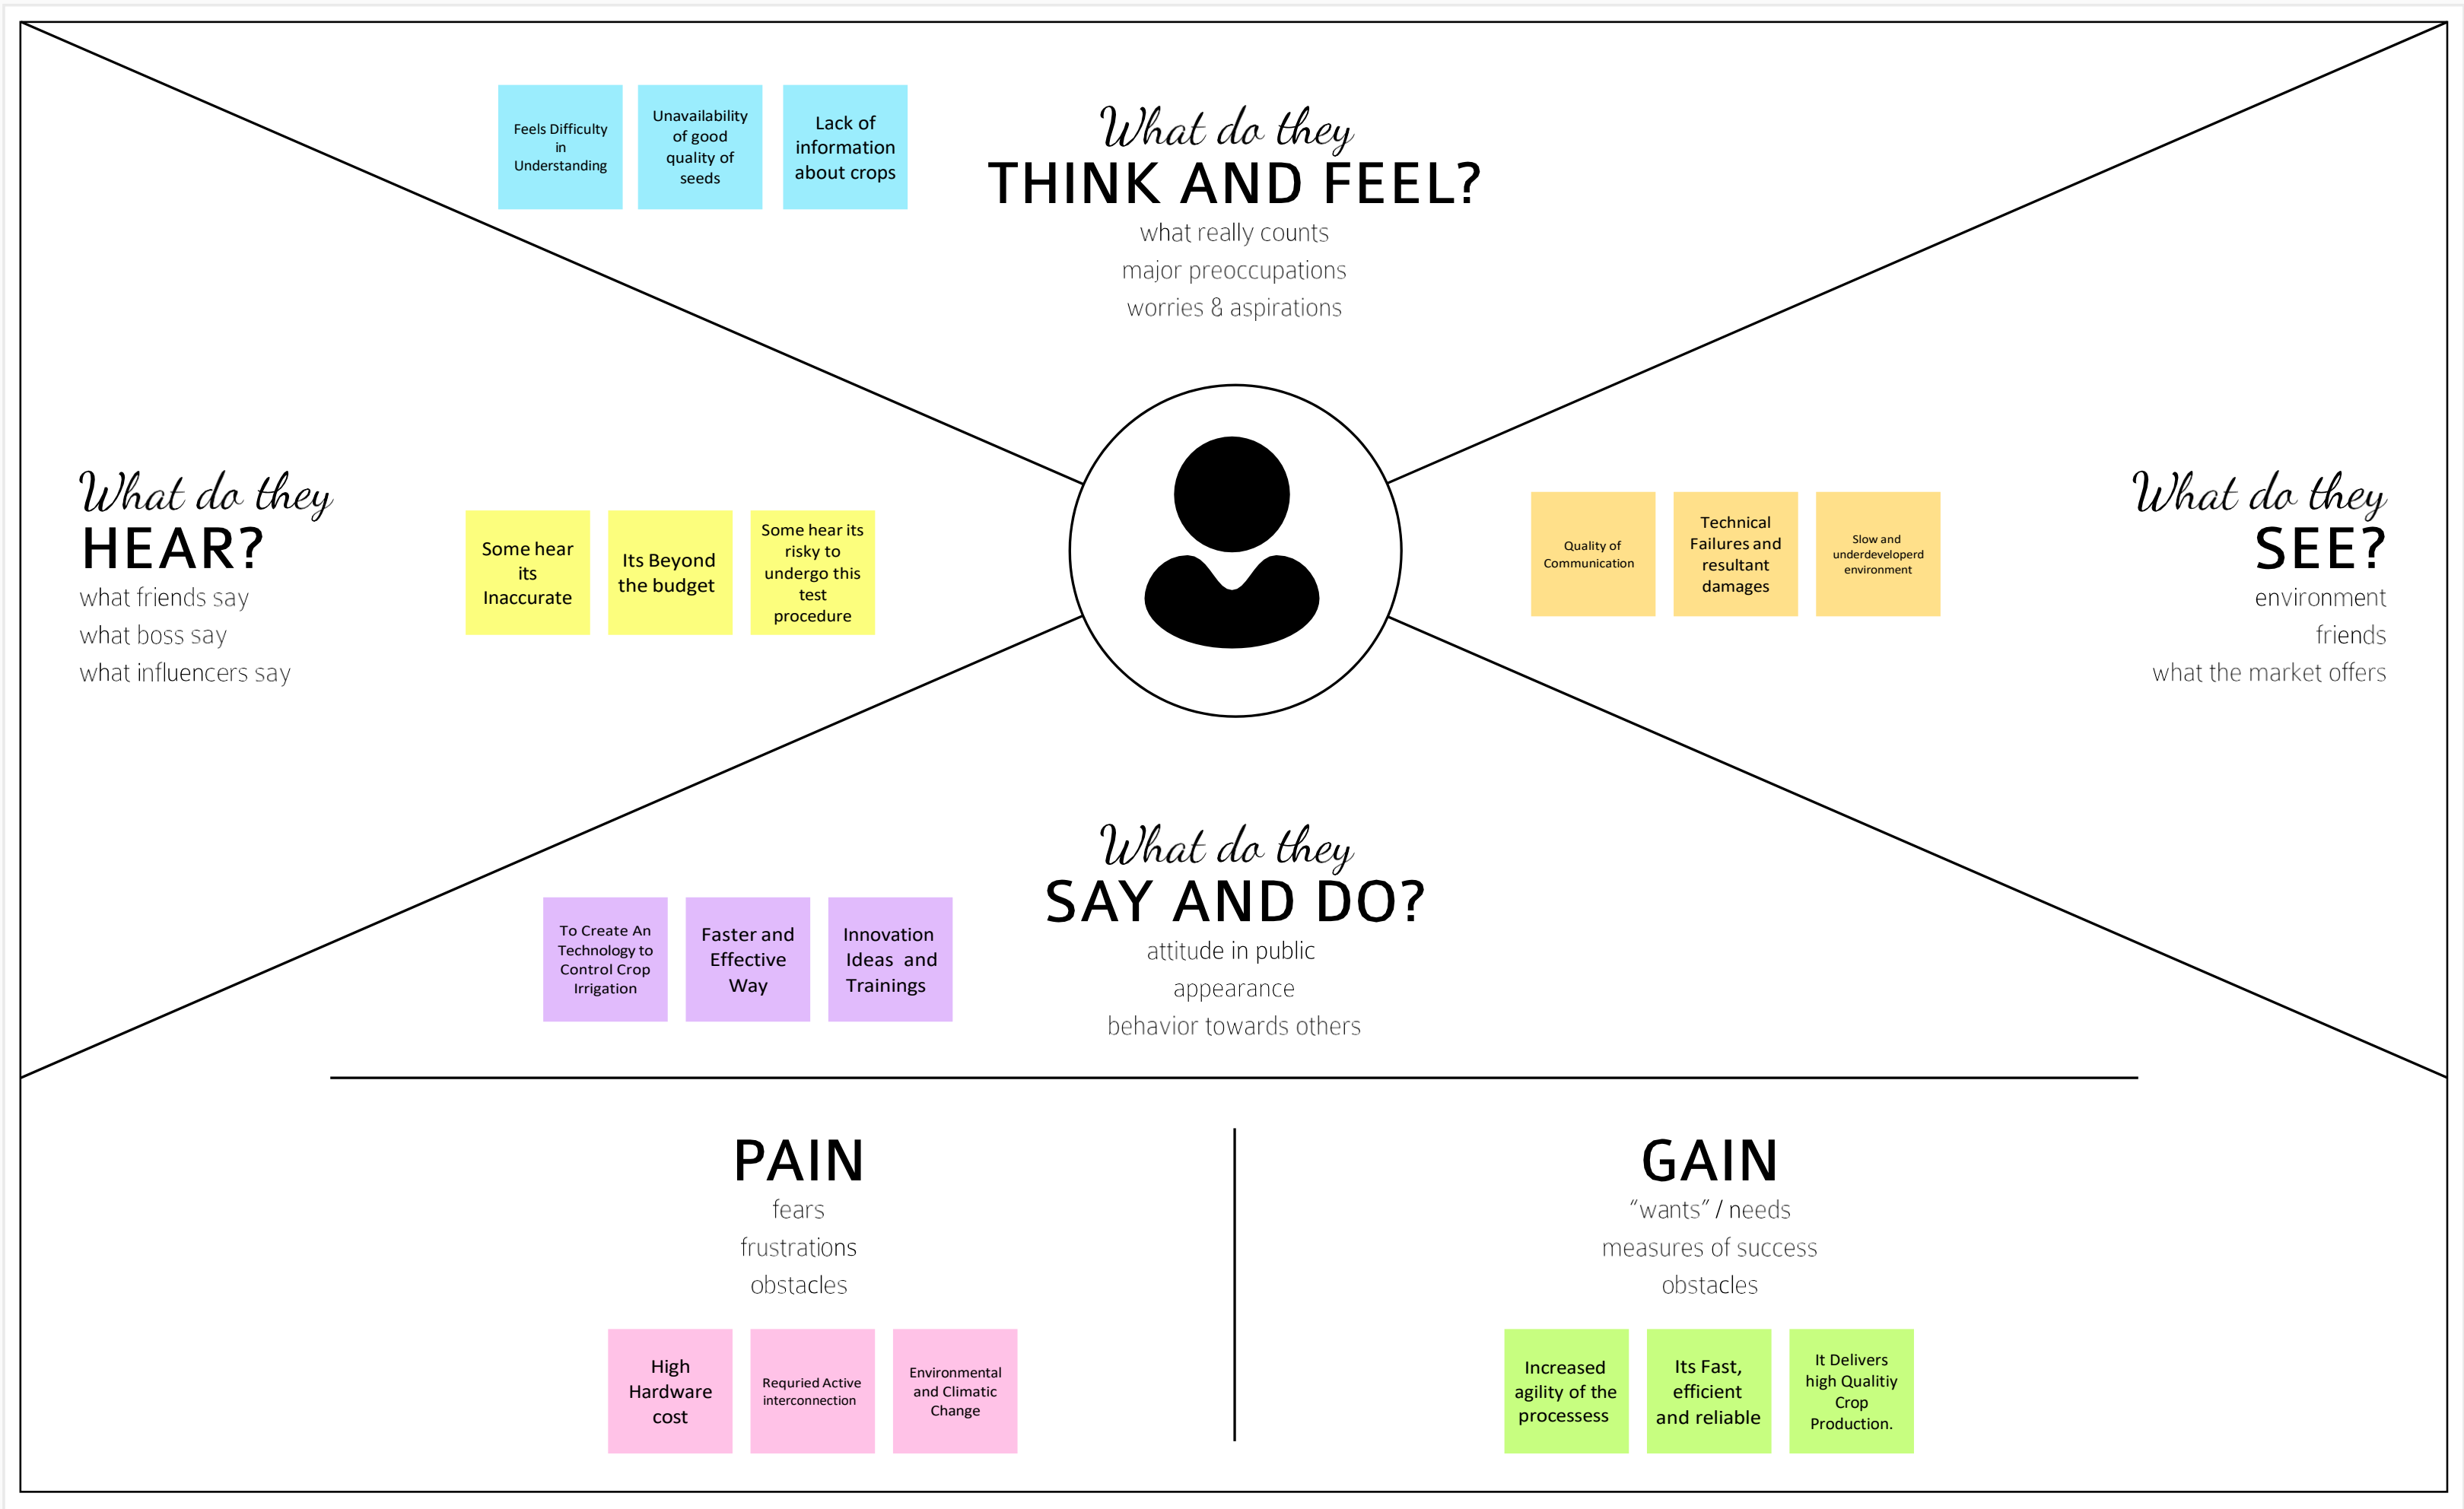 Feels Difficulty
in
Understanding
Unavailability
of good
quality of
seeds
Lack of
information
about crops
What do they
THINK AND FEEL?
what really counts
major preoccupations
worries & aspirations
What do they
HEAR?
what friends say
what boss say
what influencers say
Some hear
its
Inaccurate
Its Beyond
the budget
Some hear its
risky to
undergo this
test
procedure
Quality of
Communication
Technical
Failures and
resultant
damages
Slow and
underdeveloperd
environment
What do they
SEE?
environment
friends
what the market offers
To Create An
Technology to
Control Crop
Irrigation
Faster and
Effective
Way
Innovation
Ideas and
Trainings
What do they
SAY AND DO?
attitude in public
appearance
behavior towards others
PAIN
fears
frustrations
obstacles
High
Hardware
cost
Requried Active
interconnection
Environmental
and Climatic
Change
GAIN
“wants” / needs
measures of success
obstacles
Increased
agility of the
processess
Its Fast,
efficient
and reliable
It Delivers
high Qualitiy
Crop
Production.